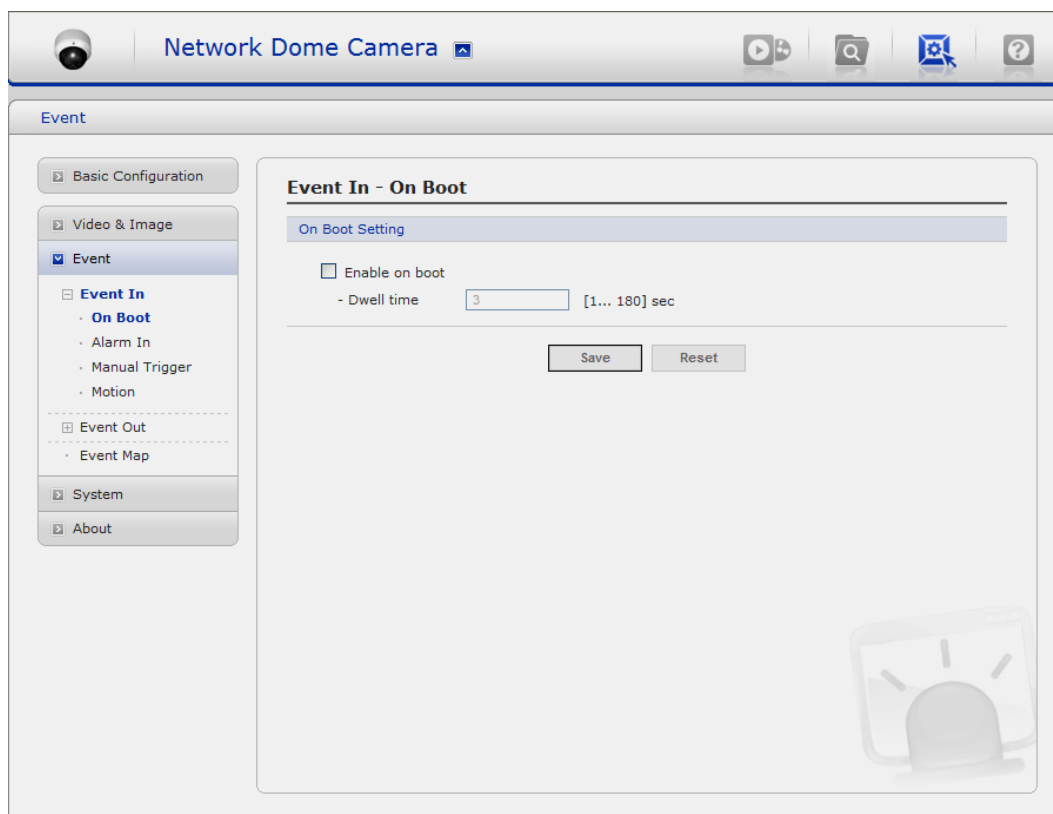 Network Dome Camera
?
Event
Basic Configuration
Video & Image
Event
Event In
· On Boot
· Alarm In
· Manual Trigger
· Motion
Event Out
· Event Map
System
About
Event In - On Boot
On Boot Setting
Enable on boot
- Dwell time 3 [1... 180] sec
Save Reset